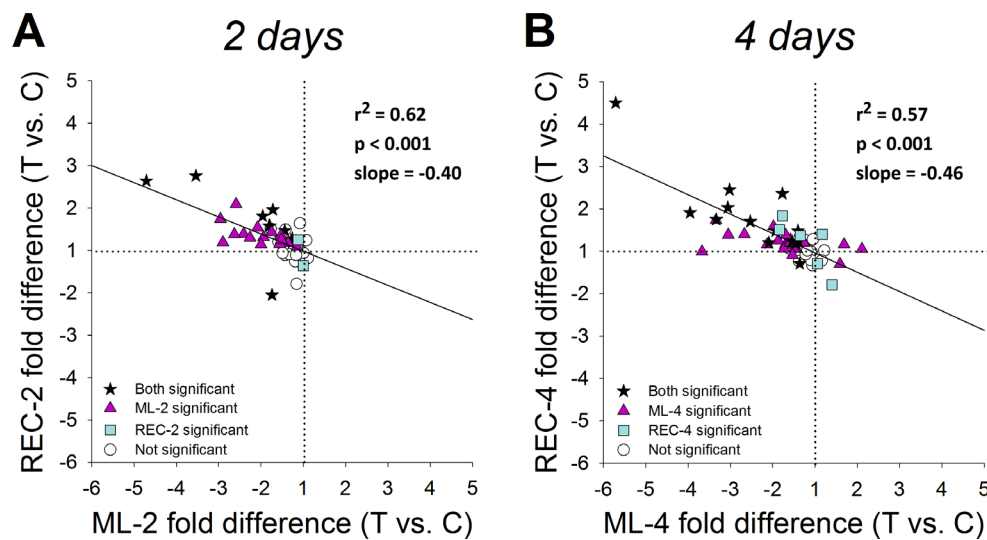 A
2 days
REC-2 fold difference (T vs. C)
5
4
3
2
1
-2
-3
-4
-5
-6
r² = 0.62
p < 0.001
slope = -0.40
Both significant
ML-2 significant
REC-2 significant
Not significant
-6 -5 -4 -3 -2 1 2 3 4 5
ML-2 fold difference (T vs. C)
B
4 days
REC-4 fold difference (T vs. C)
5
4
3
2
1
-2
-3
-4
-5
-6
r² = 0.57
p < 0.001
slope = -0.46
Both significant
ML-4 significant
REC-4 significant
Not significant
-6 -5 -4 -3 -2 1 2 3 4 5
ML-4 fold difference (T vs. C)